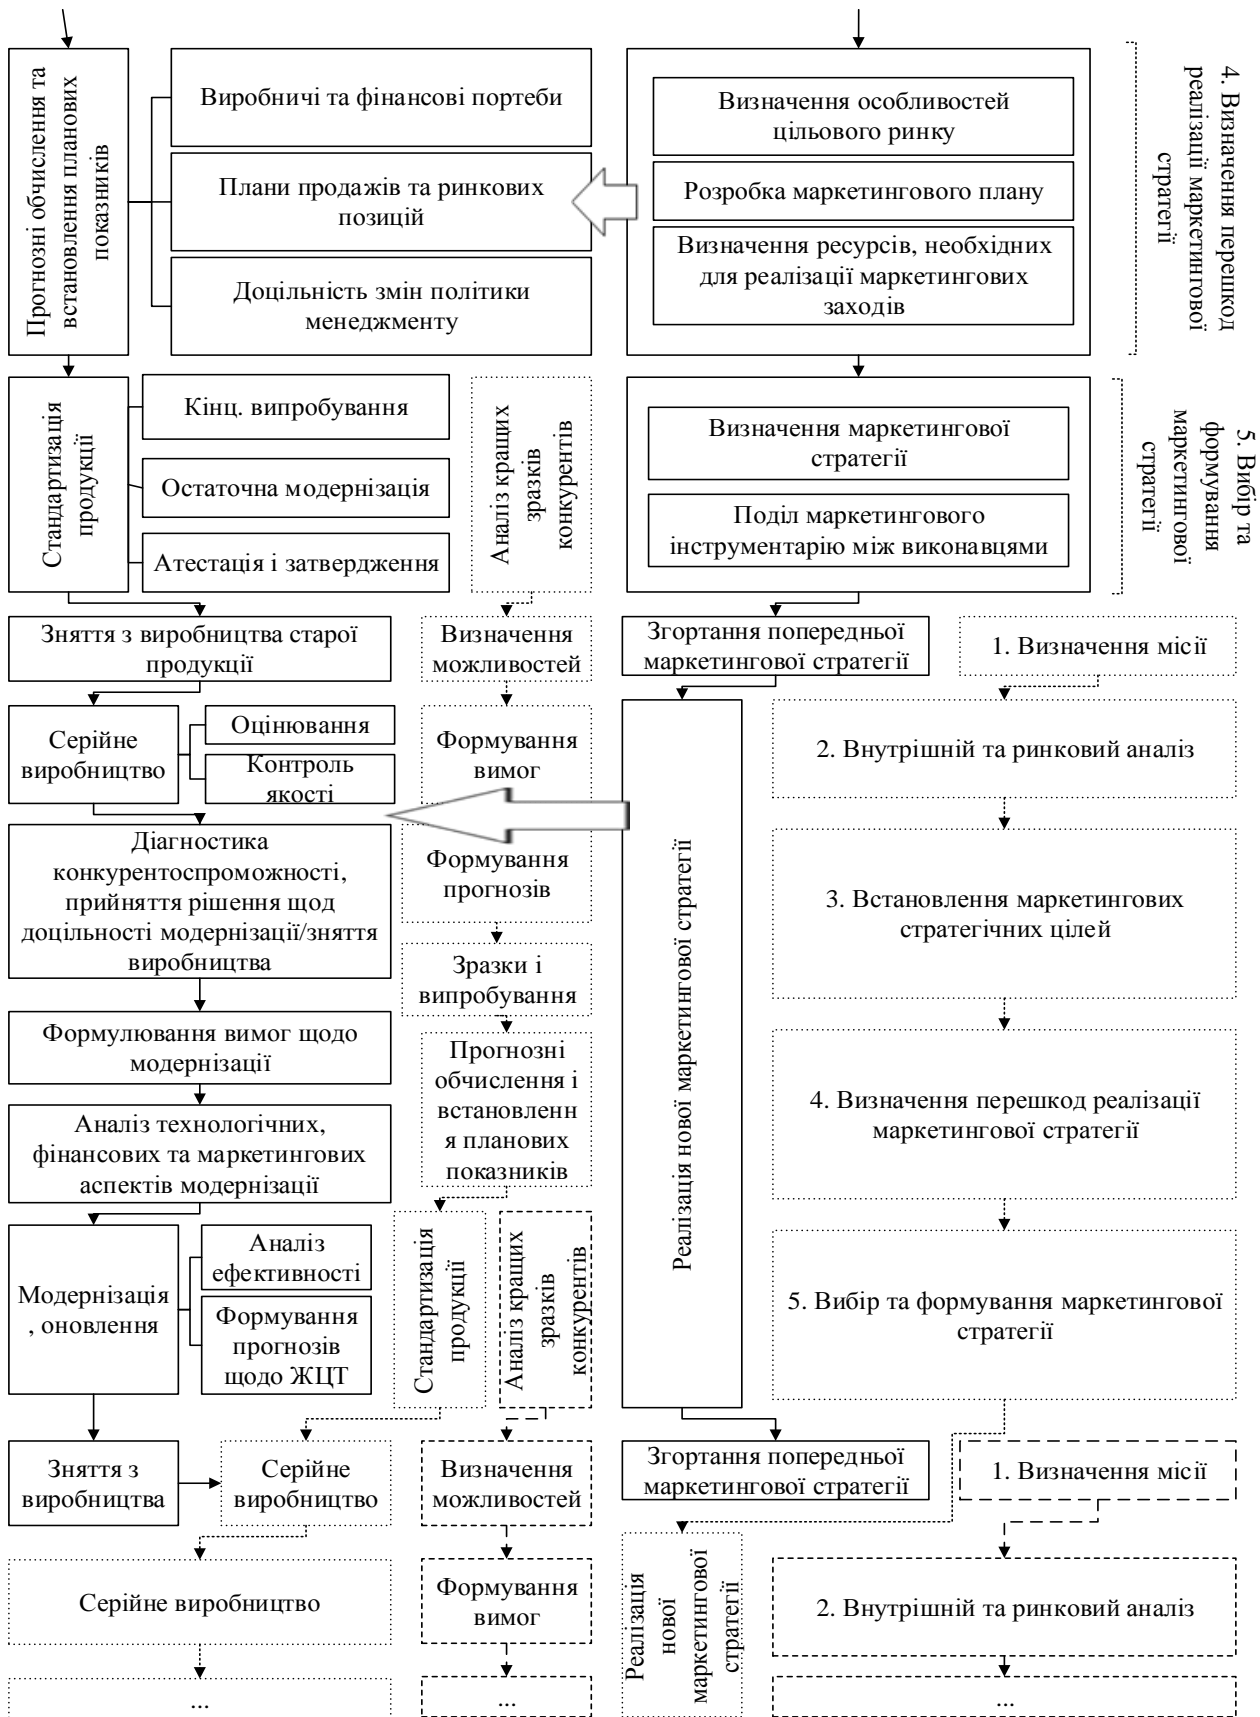 Прогнозні обчислення та
встановлення планових
показників
Виробничі та фінансові портеби
Плани продажів та ринкових
позицій
Доцільність змін політики
менеджменту
Визначення особливостей
цільового ринку
Розробка маркетингового плану
Визначення ресурсів, необхідних
для реалізації маркетингових
заходів
4. Визначення перешкод
реалізації маркетингової
стратегії
Стандартизація
продукції
Кінц. випробування
Остаточна модернізація
Атестація і затвердження
Аналіз кращих
зразків
конкурентів
Визначення маркетингової
стратегії
Поділ маркетингового
інструментарію між виконавцями
5. Вибір та
формування
маркетингової
стратегії
Зняття з виробництва старої
продукції
Визначення
можливостей
Згортання попередньої
маркетингової стратегії
1. Визначення місії
Серійне
виробництво
Оцінювання
Контроль
якості
Формування
вимог
Реалізація нової маркетингової стратегії
2. Внутрішній та ринковий аналіз
Діагностика
конкурентоспроможності,
прийняття рішення щод
доцільності модернізації/зняття
виробництва
Формування
прогнозів
3. Встановлення маркетингових
стратегічних цілей
Зразки і
випробування
Формулювання вимог щодо
модернізації
Прогнозні
обчислення і
встановленн
я планових
показників
4. Визначення перешкод реалізації
маркетингової стратегії
Аналіз технологічних,
фінансових та маркетингових
аспектів модернізації
Модернізація
, оновлення
Аналіз
ефективності
Формування
прогнозів
щодо ЖЦТ
Стандартизація
продукції
Аналіз кращих
зразків
конкурентів
5. Вибір та формування маркетингової
стратегії
Зняття з
виробництва
Серійне
виробництво
Визначення
можливостей
Згортання попередньої
маркетингової стратегії
1. Визначення місії
Серійне виробництво
Формування
вимог
Реалізація
нової
маркетингової
стратегії
2. Внутрішній та ринковий аналіз
...
...
...